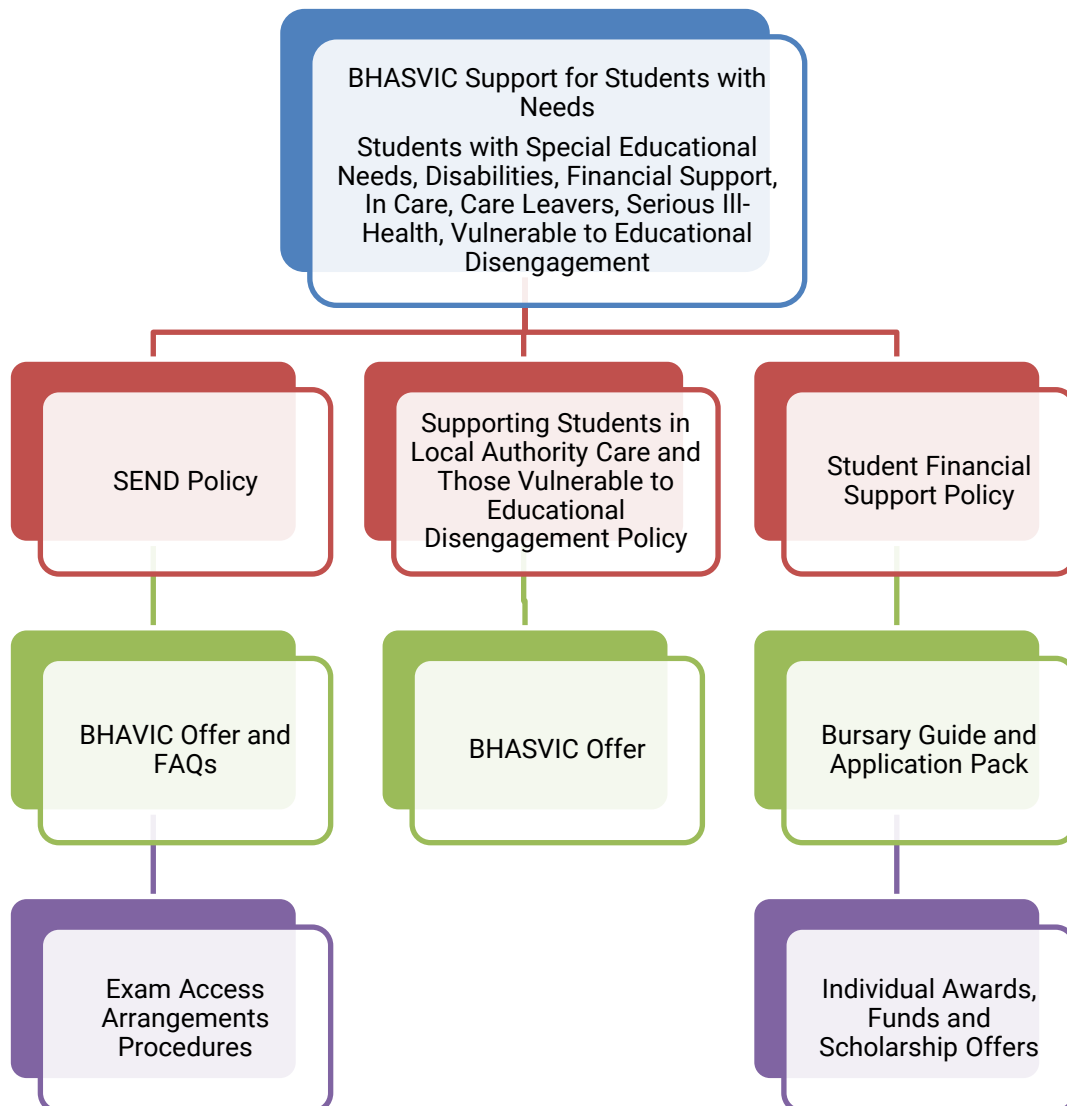 BHASVIC Support for Students with
Needs
Students with Special Educational
Needs, Disabilities, Financial Support,
In Care, Care Leavers, Serious Ill-
Health, Vulnerable to Educational
Disengagement
SEND Policy
Supporting Students in
Local Authority Care and
Those Vulnerable to
Educational
Disengagement Policy
Student Financial
Support Policy
BHAVIC Offer and
FAQs
BHASVIC Offer
Bursary Guide and
Application Pack
Exam Access
Arrangements
Procedures
Individual Awards,
Funds and
Scholarship Offers